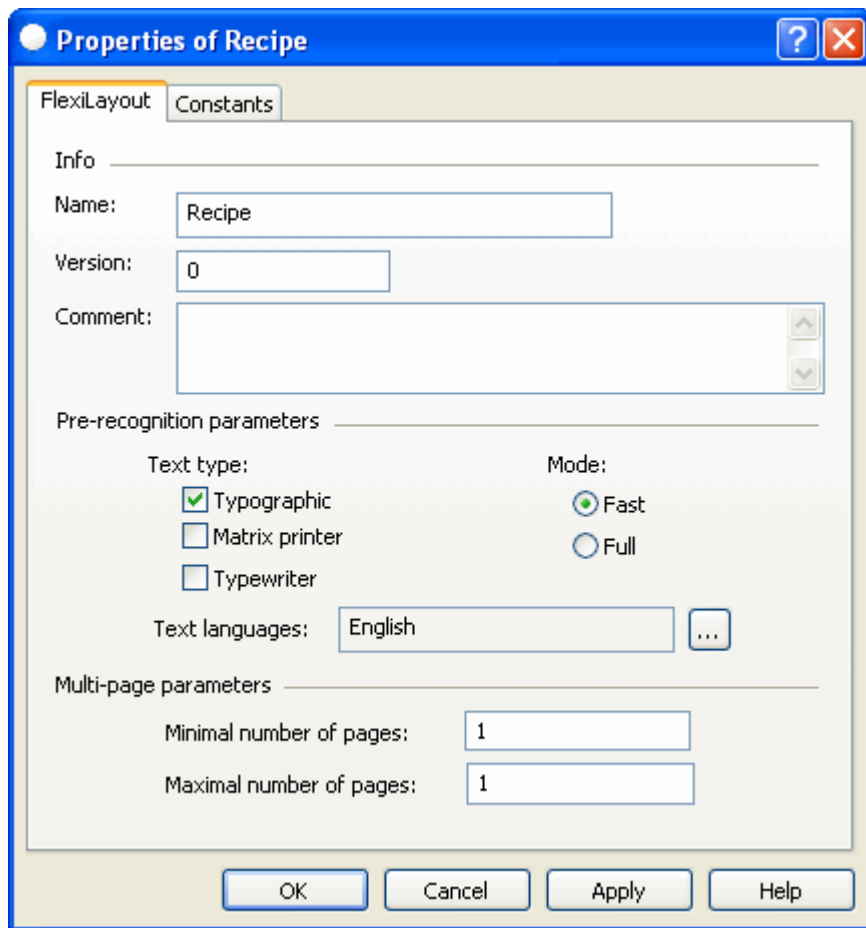 Properties of Recipe
FlexiLayout Constants
Info
Name: Recipe
Version: 0
Comment:
Pre-recognition parameters
Text type: Mode:
Typographic Fast
Matrix printer
Full
Typewriter
Text languages: English ...
Multi-page parameters
Minimal number of pages: 1
Maximal number of pages: 1
OK Cancel Apply Help